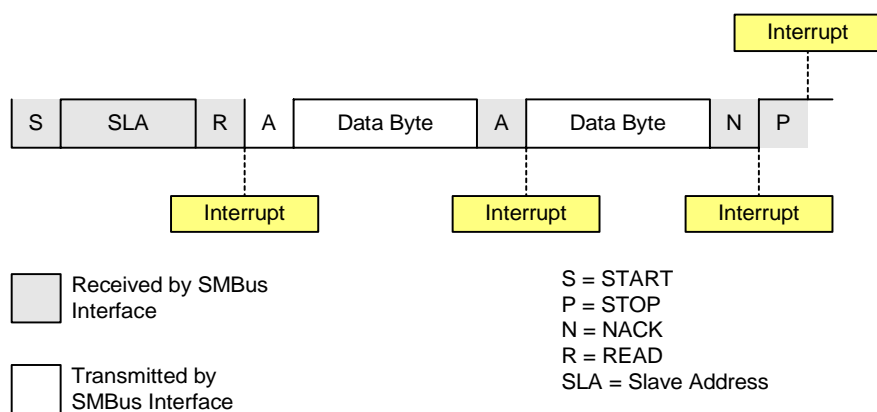 Interrupt
S SLA R A Data Byte A Data Byte N P
Interrupt Interrupt Interrupt
Received by SMBus
Interface
Transmitted by
SMBus Interface
S = START
P = STOP
N = NACK
R = READ
SLA = Slave Address